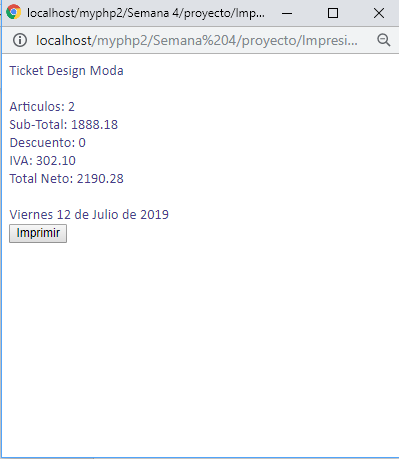 localhost/myphp2/Semana 4/proyecto/Imp...
localhost/myphp2/Semana%204/proyecto/Impresi...
Ticket Design Moda
Articulos: 2
Sub-Total: 1888.18
Descuento: 0
IVA: 302.10
Total Neto: 2190.28
Viernes 12 de Julio de 2019
Imprimir